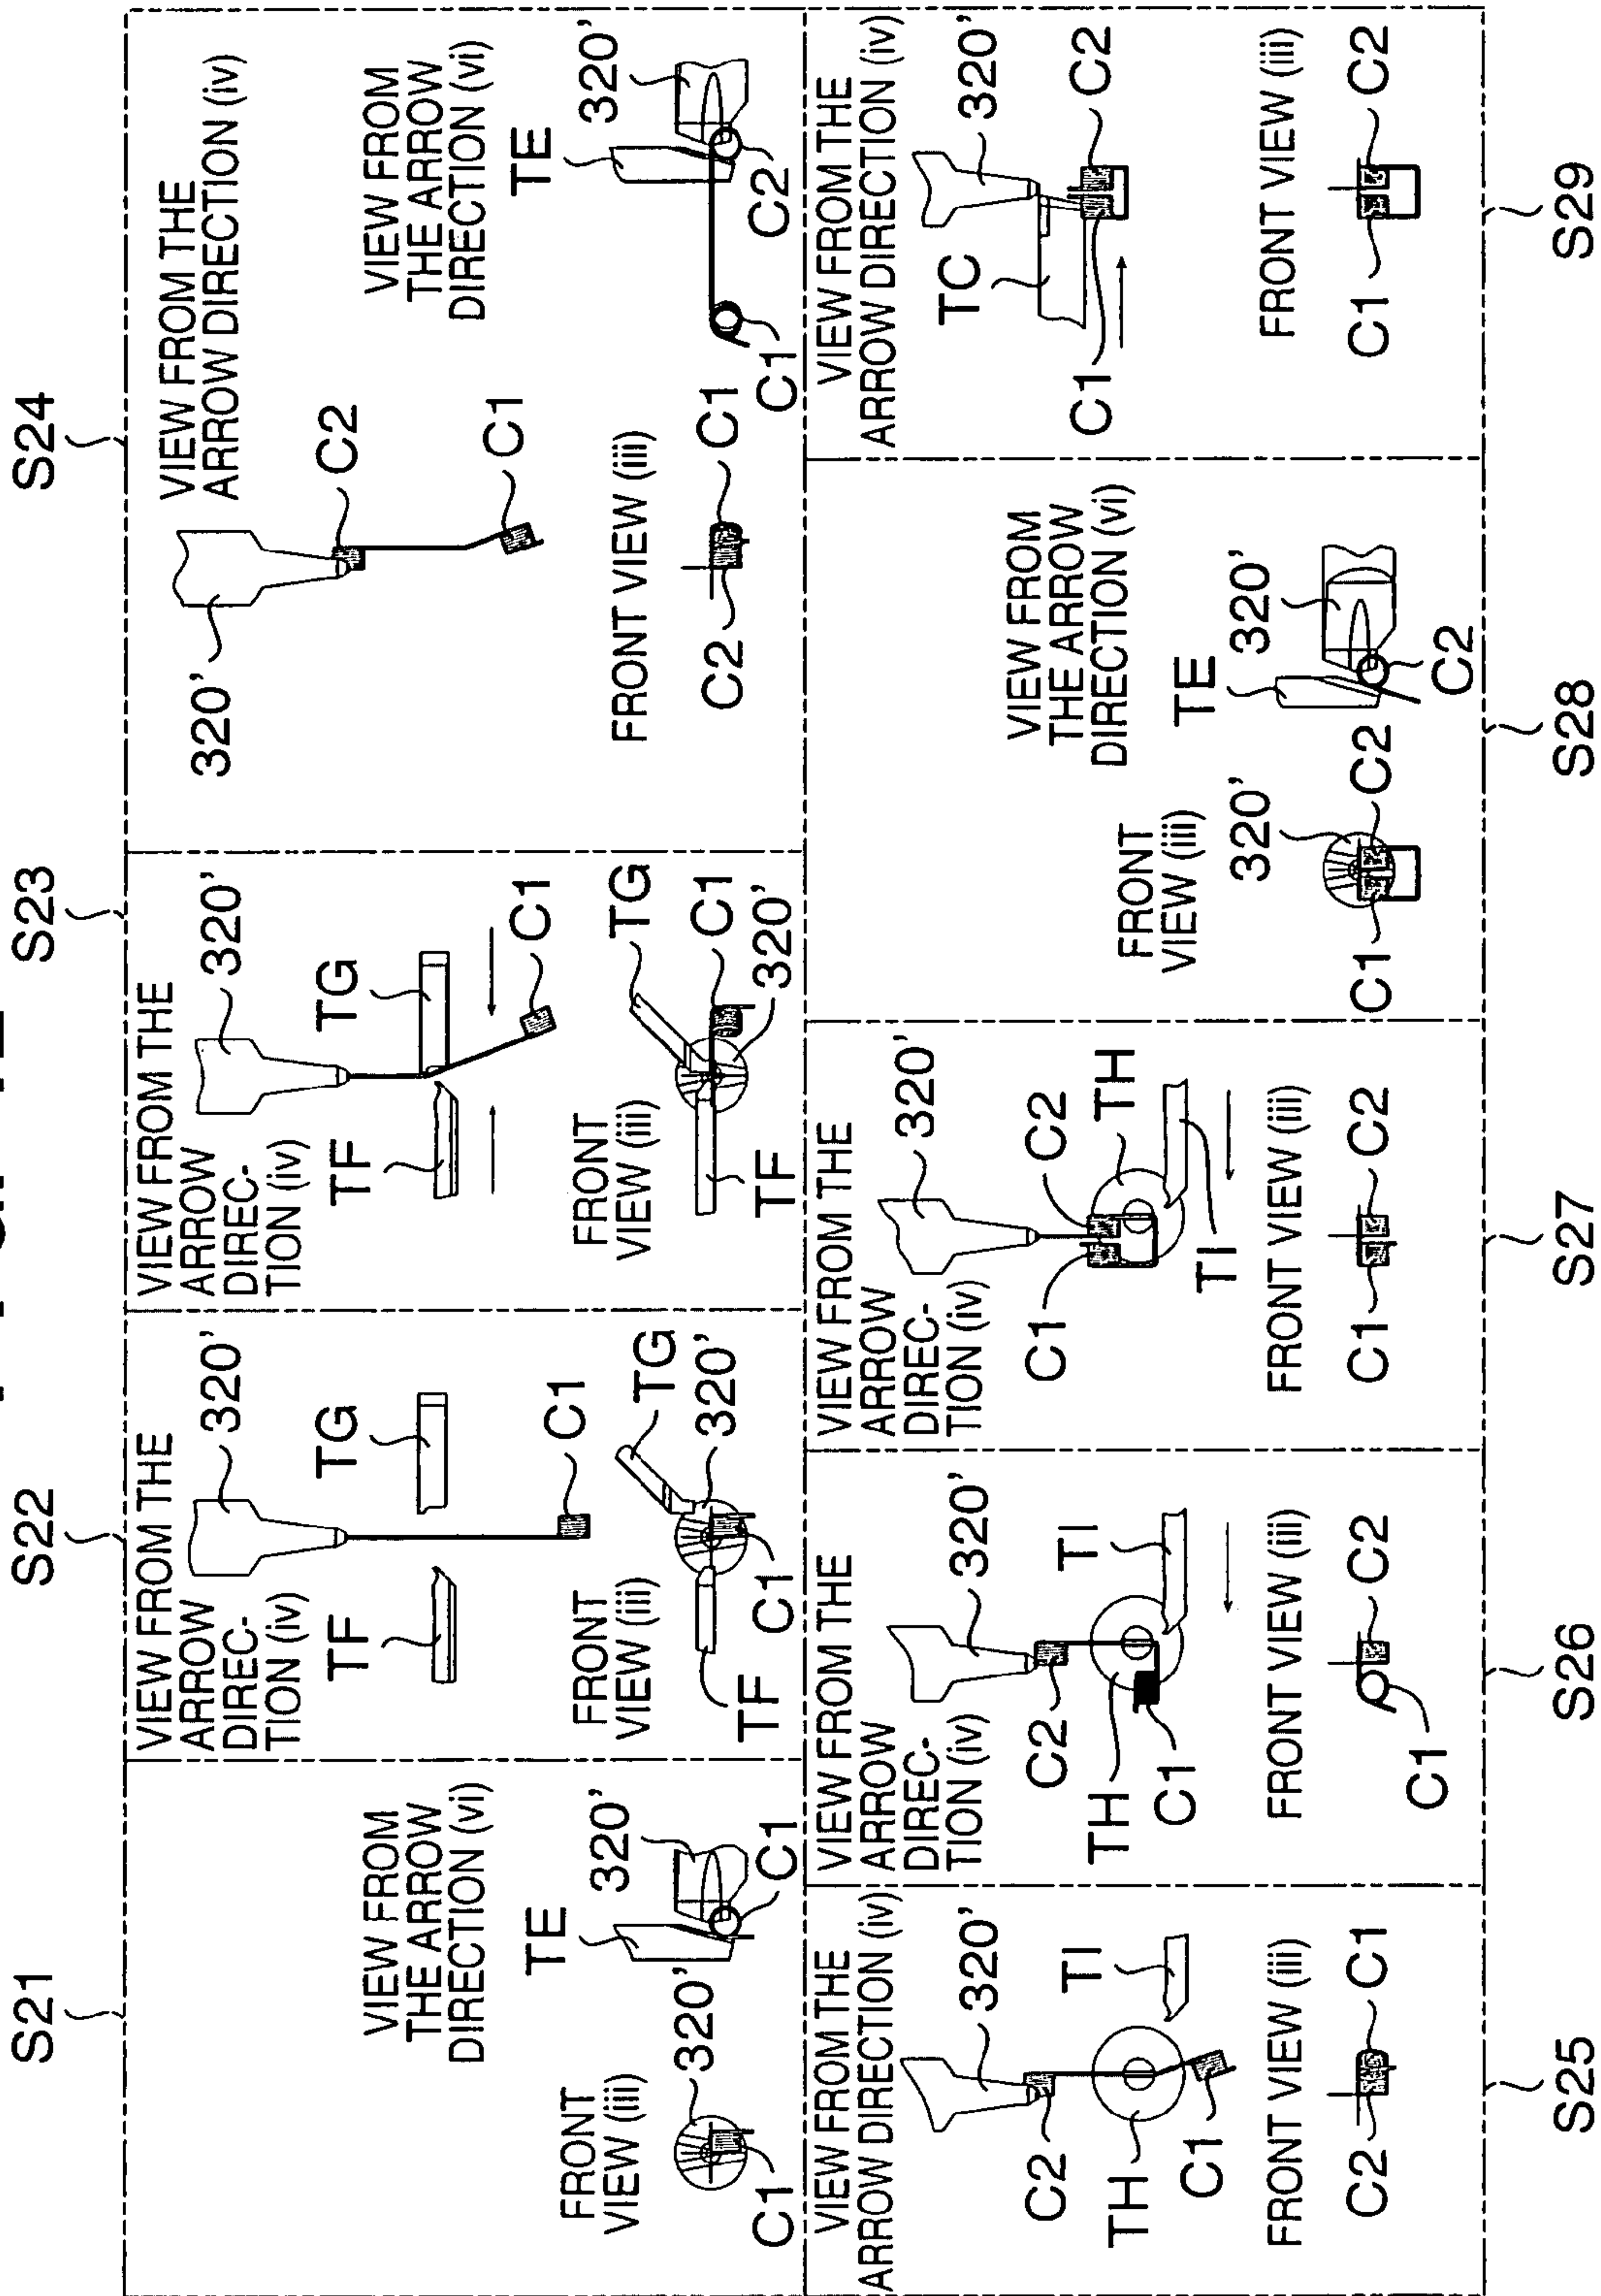 S21
VIEW FROM
THE ARROW
DIRECTION (vi)
FRONT
VIEW (iii)
TE
320'
320'
C1
C1
S22
VIEW FROM THE
ARROW
DIREC-
TION (iv)
320'
TF
TG
C1
FRONT
VIEW (iii)
TG
320'
TF
C1
S23
VIEW FROM THE
ARROW
DIREC-
TION (iv)
320'
TF
TG
C1
FRONT
VIEW (iii)
TG
C1
320'
TF
S24
VIEW FROM THE
ARROW DIRECTION (iv)
320'
C2
C1
VIEW FROM
THE ARROW
DIRECTION (vi)
TE
320'
C2
C1
FRONT VIEW (iii)
C2
C1
VIEW FROM THE
ARROW DIRECTION (iv)
320'
C2
TI
TH
C1
FRONT VIEW (iii)
C2
C1
S25
VIEW FROM THE
ARROW
DIREC-
TION (iv)
320'
C2
TI
TH
C1
FRONT VIEW (iii)
C2
C1
S26
VIEW FROM THE
ARROW
DIREC-
TION (iv)
320'
C1
C2
TH
TI
FRONT VIEW (iii)
C1
C2
S27
VIEW FROM
THE ARROW
DIRECTION (vi)
FRONT
VIEW (iii)
TE
320'
320'
C1
C2
C2
S28
VIEW FROM THE
ARROW DIRECTION (iv)
TC
320'
C1
C2
FRONT VIEW (iii)
C1
C2
S29